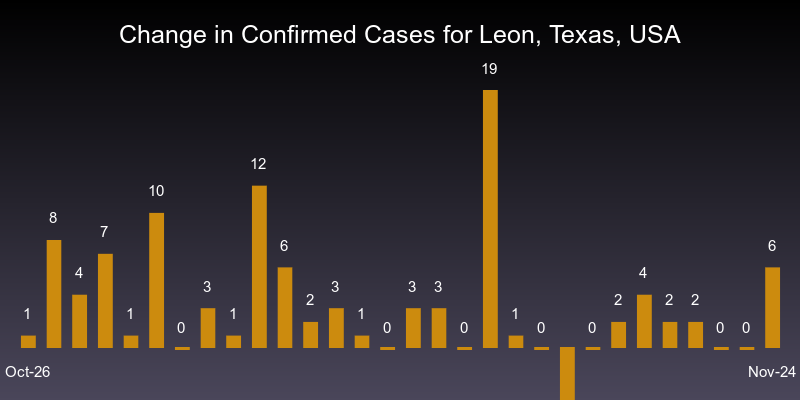 Change in Confirmed Cases for Leon, Texas, USA
1 8 4 7 1 10 0 3 1 12 6 2 3 1 0 3 3 0 19 1 0 0 2 4 2 2 0 0 6
Oct-26 Nov-24